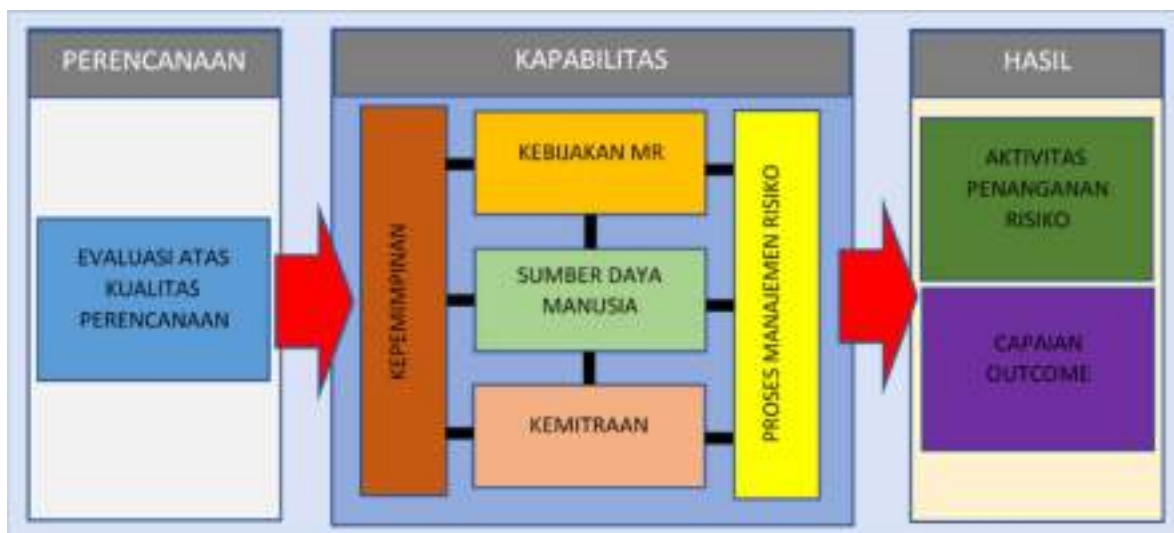 PERENCANAAN
EVALUASI ATAS
KUALITAS
PERENCANAAN
KAPABILITAS
KEPEMIMPINAN
KEBIJAKAN MR
SUMBER DAYA
MANUSIA
KEMITRAAN
PROSES MANAJEMEN RISIKO
HASIL
AKTIVITAS
PENANGANAN
RISIKO
CAPAIAN
OUTCOME